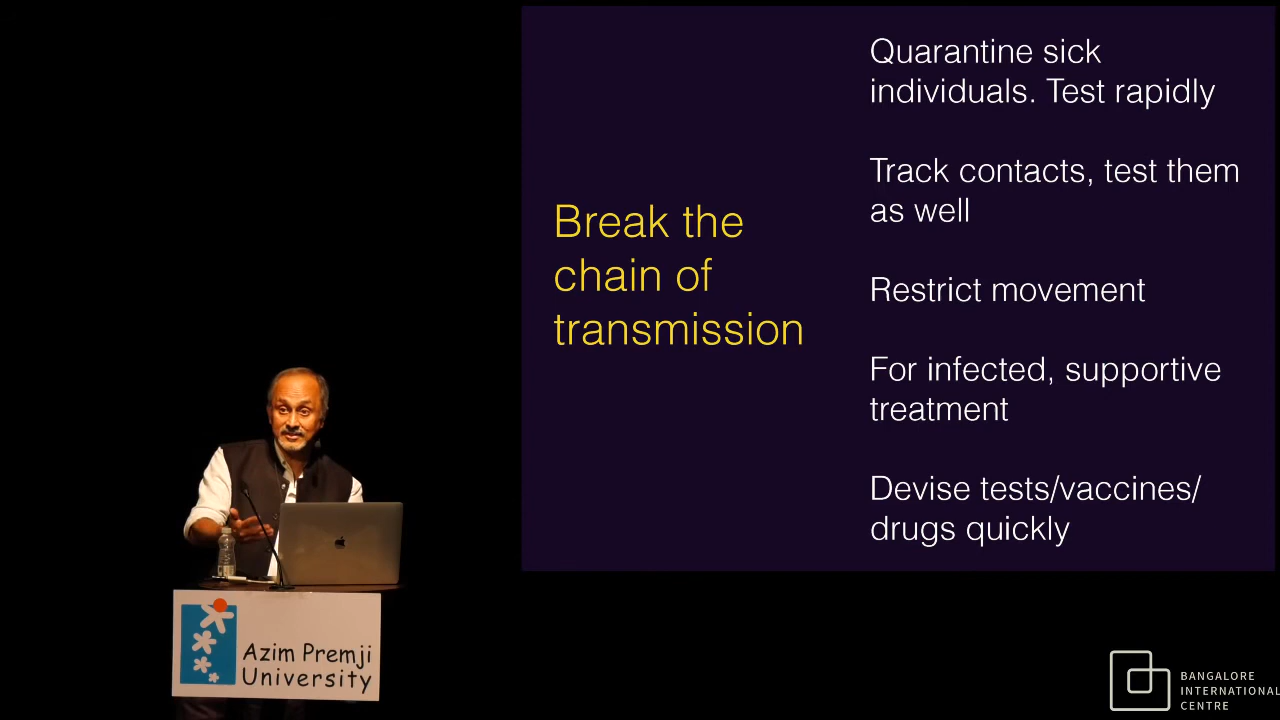 Break the
chain of
transmission
Quarantine sick
individuals. Test rapidly
Track contacts, test them
as well
Restrict movement
For infected, supportive
treatment
Devise tests/vaccines/
drugs quickly
Azim Premji
University
BANGALORE
INTERNATIONAL
CENTRE